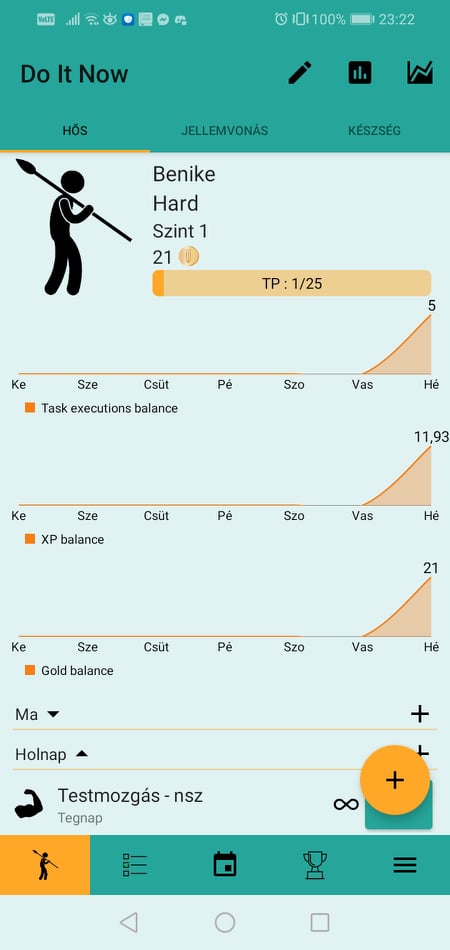 VoLTE 100% 23:22
Do It Now
HŐS JELLEMVONÁS KÉSZSÉG
Benike
Hard
Szint 1
21
TP : 1/25
5
Ke Sze Csüt Pé Szo Vas Hé
Task executions balance
11,93
Ke Sze Csüt Pé Szo Vas Hé
XP balance
21
Ke Sze Csüt Pé Szo Vas Hé
Gold balance
Ma
Holnap
Testmozgás - nsz
Tegnap